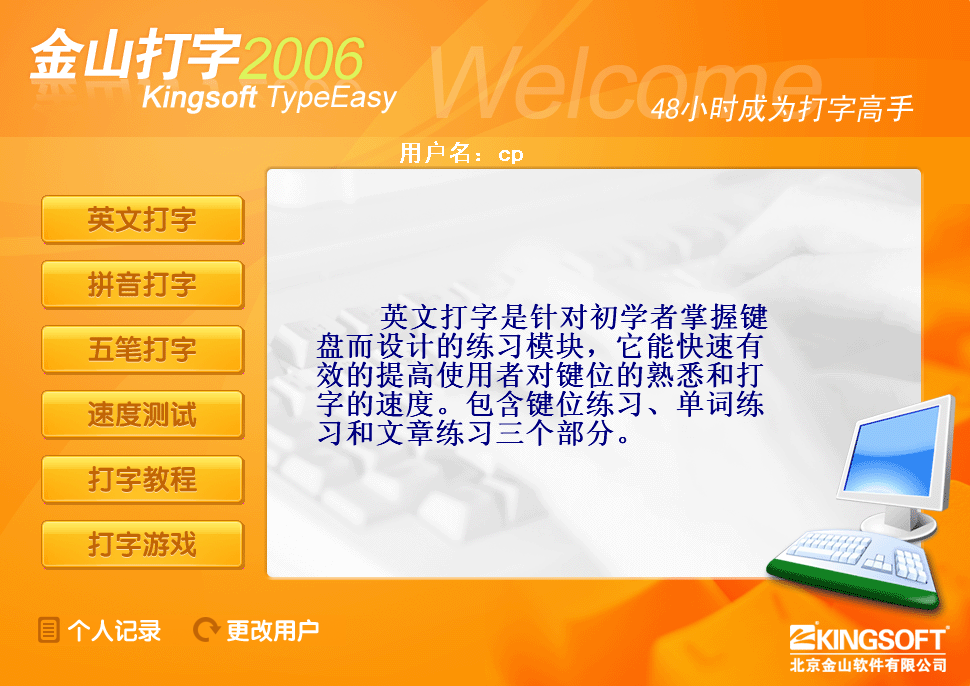 金山打字2006
Kingsoft TypeEasy
Welcome
48小时成为打字高手
用户名：cp
英文打字
拼音打字
五笔打字
速度测试
打字教程
打字游戏
英文打字是针对初学者掌握键
盘而设计的练习模块，它能快速有
效的提高使用者对键位的熟悉和打
字的速度。包含键位练习、单词练
习和文章练习三个部分。
个人记录
更改用户
KINGSOFT
北京金山软件有限公司